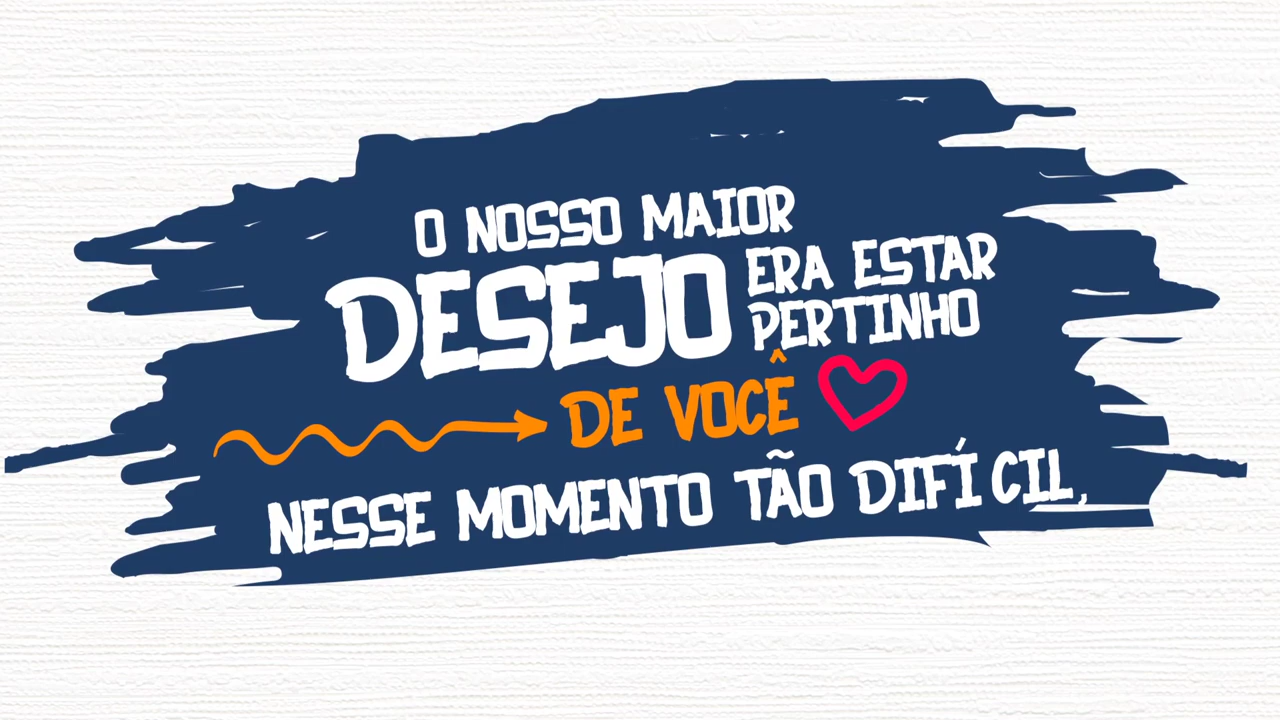 O NOSSO MAIOR
DESEJO ERA ESTAR
PERTINHO
DE VOCÊ
NESSE MOMENTO TÃO DIFÍCIL,